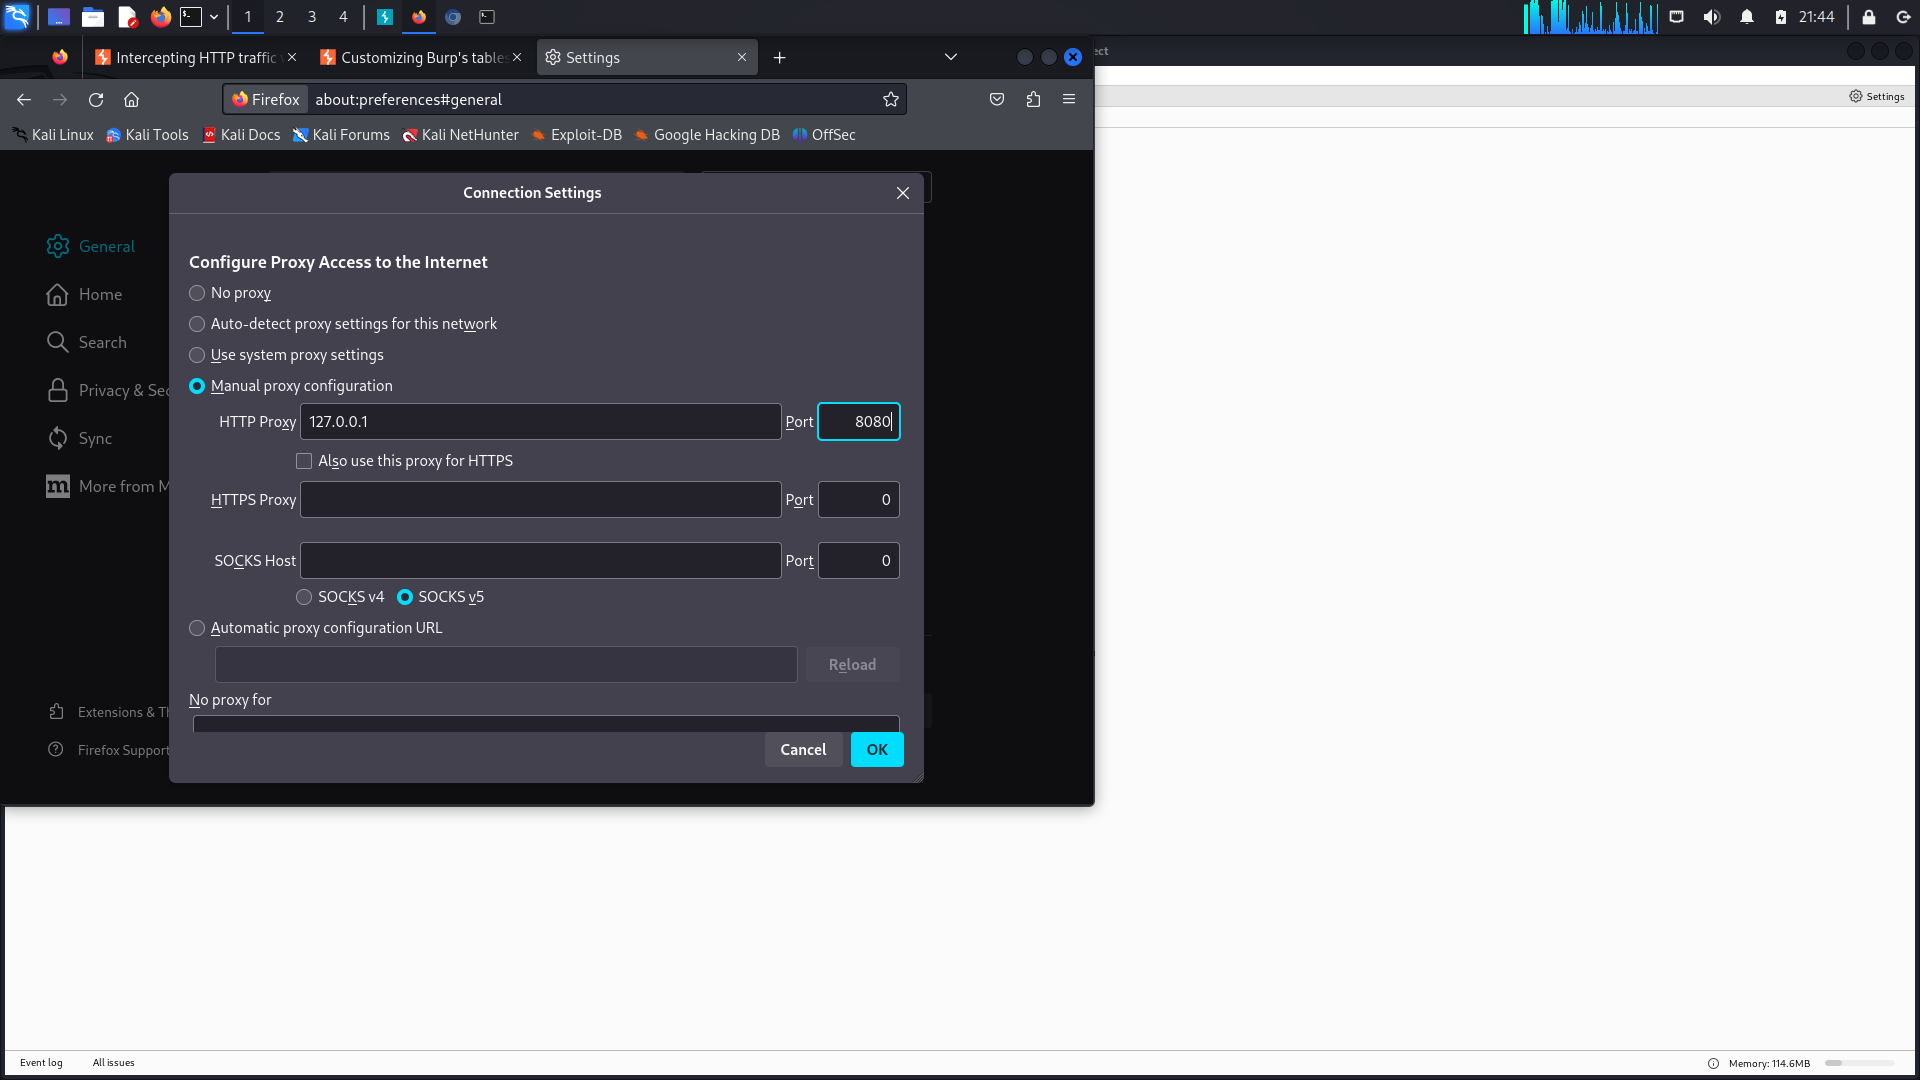 1 2 3 4 21:44
Intercepting HTTP traffic Customizing Burp's tables Settings ect
Firefox about:preferences#general Settings
Kali Linux Kali Tools Kali Docs Kali Forums Kali NetHunter Exploit-DB Google Hacking DB OffSec
Connection Settings
General
Home
Search
Privacy & Sec
Sync
More from M
Extensions & Th
Firefox Support
Configure Proxy Access to the Internet
No proxy
Auto-detect proxy settings for this network
Use system proxy settings
Manual proxy configuration
HTTP Proxy 127.0.0.1 Port 8080
Also use this proxy for HTTPS
HTTPS Proxy Port 0
SOCKS Host Port 0
SOCKS v4 SOCKS v5
Automatic proxy configuration URL
Reload
No proxy for
Cancel OK
Event log All issues Memory: 114.6MB